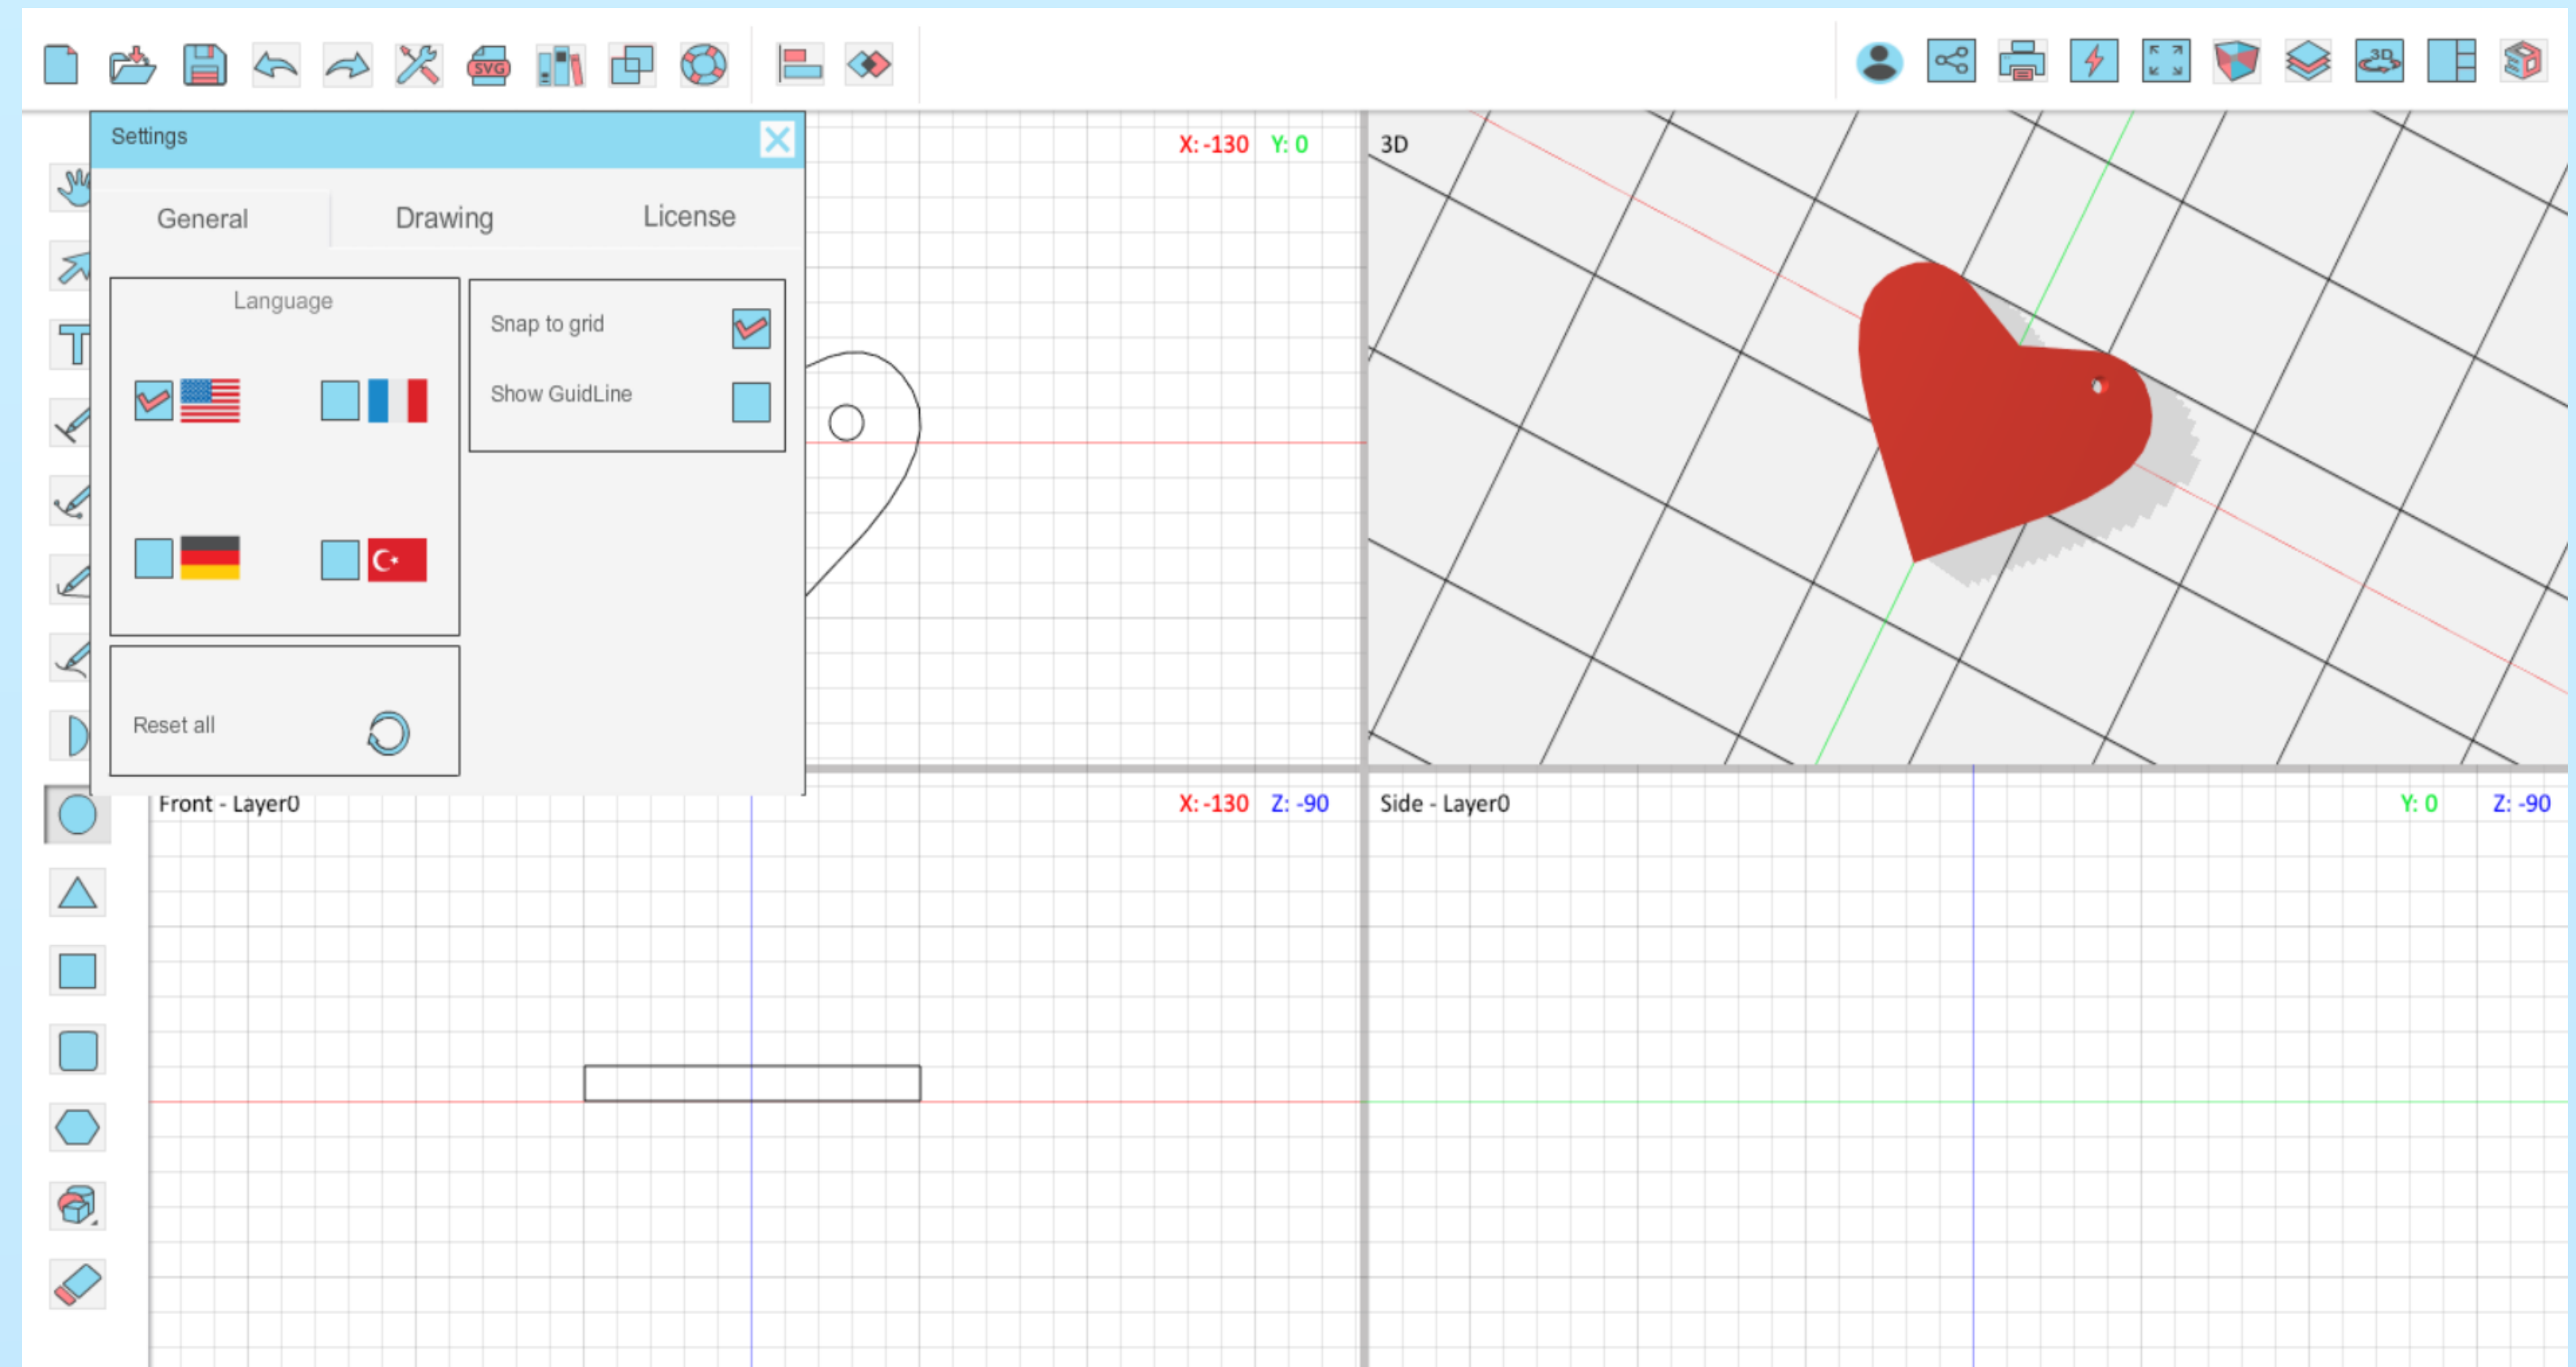 SVG
3D
Settings
General
Drawing
License
Language
Snap to grid
Show GuidLine
Reset all
X: -130 Y: 0
3D
Front - Layer0
X: -130 Z: -90
Side - Layer0
Y: 0 Z: -90